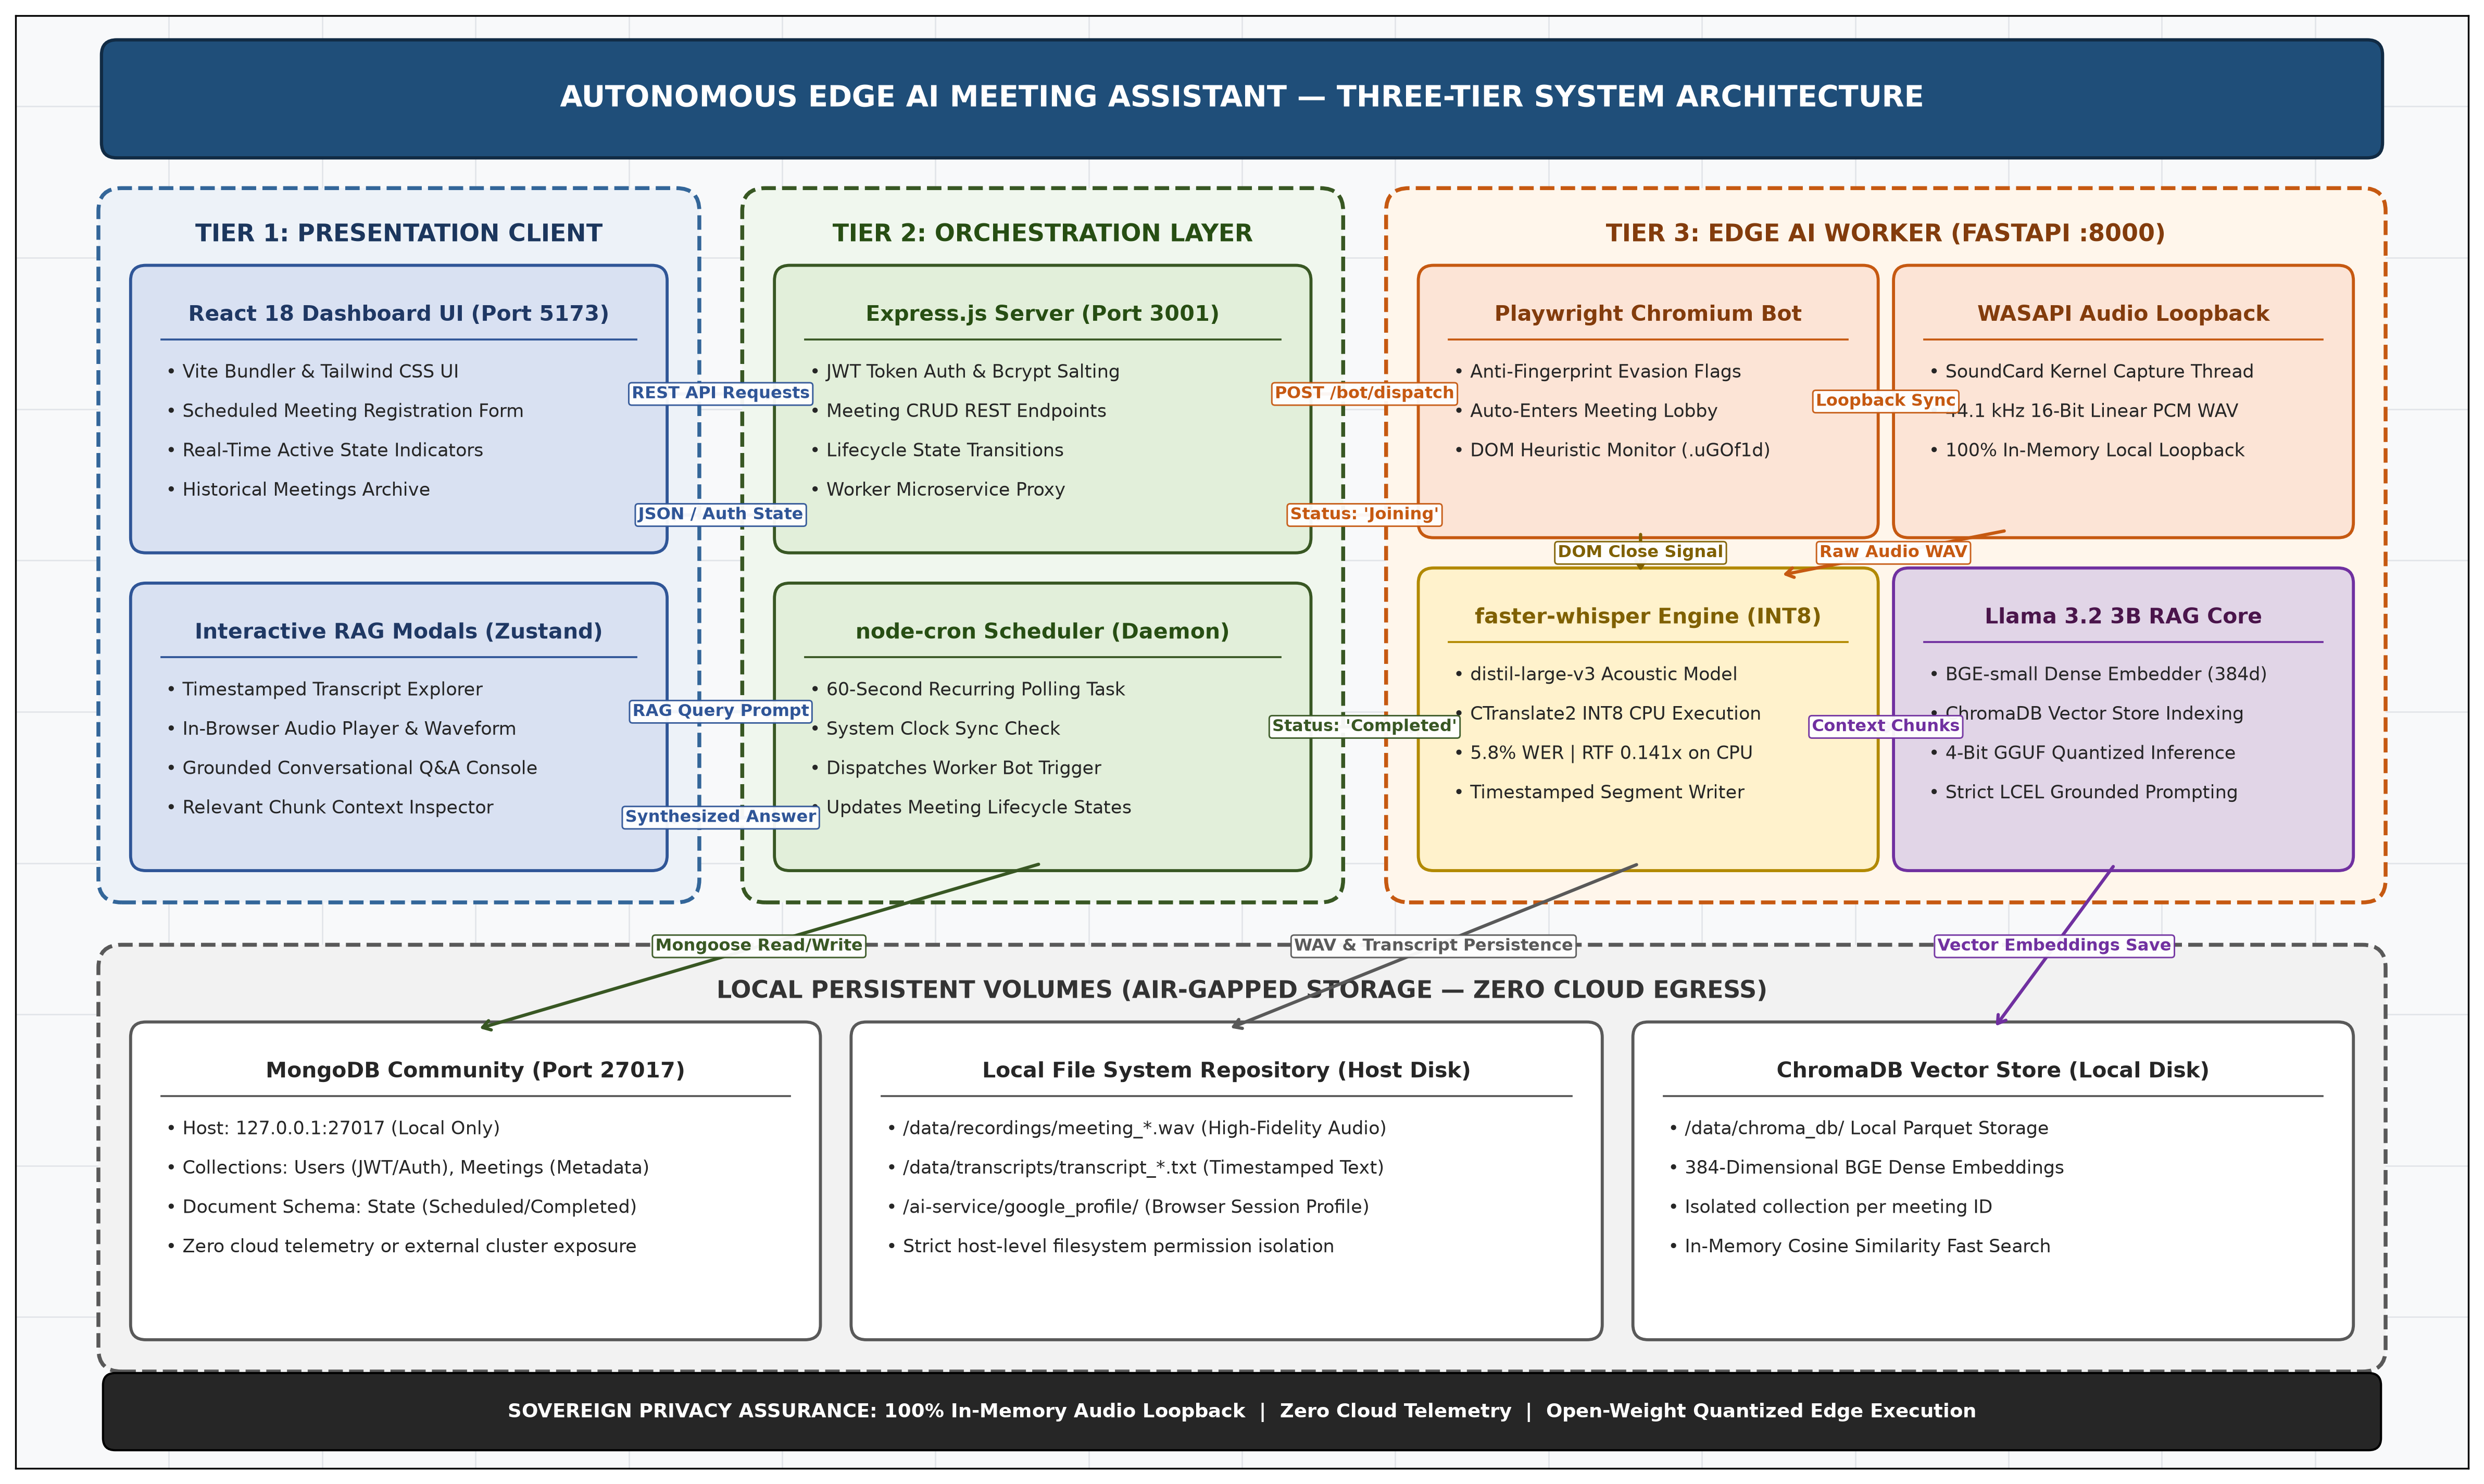 AUTONOMOUS EDGE AI MEETING ASSISTANT — THREE-TIER SYSTEM ARCHITECTURE
TIER 1: PRESENTATION CLIENT
React 18 Dashboard UI (Port 5173)
• Vite Bundler & Tailwind CSS UI
• Scheduled Meeting Registration Form
• Real-Time Active State Indicators
• Historical Meetings Archive
Interactive RAG Modals (Zustand)
• Timestamped Transcript Explorer
• In-Browser Audio Player & Waveform
• Grounded Conversational Q&A Console
• Relevant Chunk Context Inspector
REST API Requests
JSON / Auth State
RAG Query Prompt
Synthesized Answer
TIER 2: ORCHESTRATION LAYER
Express.js Server (Port 3001)
• JWT Token Auth & Bcrypt Salting
• Meeting CRUD REST Endpoints
• Lifecycle State Transitions
• Worker Microservice Proxy
node-cron Scheduler (Daemon)
• 60-Second Recurring Polling Task
• System Clock Sync Check
• Dispatches Worker Bot Trigger
• Updates Meeting Lifecycle States
POST /bot/dispatch
Status: 'Joining'
Status: 'Completed'
TIER 3: EDGE AI WORKER (FASTAPI :8000)
Playwright Chromium Bot
• Anti-Fingerprint Evasion Flags
• Auto-Enters Meeting Lobby
• DOM Heuristic Monitor (.uGOf1d)
Loopback Sync
WASAPI Audio Loopback
• SoundCard Kernel Capture Thread
44.1 kHz 16-Bit Linear PCM WAV
• 100% In-Memory Local Loopback
DOM Close Signal
Raw Audio WAV
faster-whisper Engine (INT8)
• distil-large-v3 Acoustic Model
• CTranslate2 INT8 CPU Execution
• 5.8% WER | RTF 0.141x on CPU
• Timestamped Segment Writer
Context Chunks
Llama 3.2 3B RAG Core
• BGE-small Dense Embedder (384d)
• ChromaDB Vector Store Indexing
• 4-Bit GGUF Quantized Inference
• Strict LCEL Grounded Prompting
Mongoose Read/Write
WAV & Transcript Persistence
Vector Embeddings Save
LOCAL PERSISTENT VOLUMES (AIR-GAPPED STORAGE — ZERO CLOUD EGRESS)
MongoDB Community (Port 27017)
• Host: 127.0.0.1:27017 (Local Only)
• Collections: Users (JWT/Auth), Meetings (Metadata)
• Document Schema: State (Scheduled/Completed)
• Zero cloud telemetry or external cluster exposure
Local File System Repository (Host Disk)
• /data/recordings/meeting_*.wav (High-Fidelity Audio)
• /data/transcripts/transcript_*.txt (Timestamped Text)
• /ai-service/google_profile/ (Browser Session Profile)
• Strict host-level filesystem permission isolation
ChromaDB Vector Store (Local Disk)
• /data/chroma_db/ Local Parquet Storage
• 384-Dimensional BGE Dense Embeddings
• Isolated collection per meeting ID
• In-Memory Cosine Similarity Fast Search
SOVEREIGN PRIVACY ASSURANCE: 100% In-Memory Audio Loopback | Zero Cloud Telemetry | Open-Weight Quantized Edge Execution